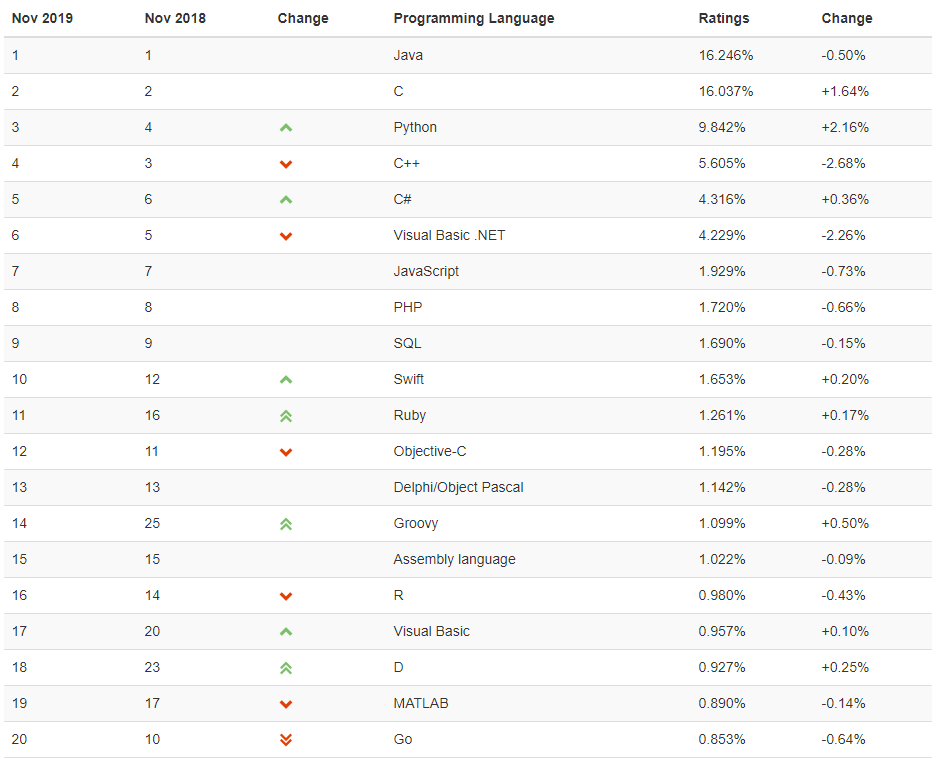 Nov 2019 Nov 2018 Change Programming Language Ratings Change
1 1 Java 16.246% -0.50%
2 2 C 16.037% +1.64%
3 4 Python 9.842% +2.16%
4 3 C++ 5.605% -2.68%
5 6 C# 4.316% +0.36%
6 5 Visual Basic .NET 4.229% -2.26%
7 7 JavaScript 1.929% -0.73%
8 8 PHP 1.720% -0.66%
9 9 SQL 1.690% -0.15%
10 12 Swift 1.653% +0.20%
11 16 Ruby 1.261% +0.17%
12 11 Objective-C 1.195% -0.28%
13 13 Delphi/Object Pascal 1.142% -0.28%
14 25 Groovy 1.099% +0.50%
15 15 Assembly language 1.022% -0.09%
16 14 R 0.980% -0.43%
17 20 Visual Basic 0.957% +0.10%
18 23 D 0.927% +0.25%
19 17 MATLAB 0.890% -0.14%
20 10 Go 0.853% -0.64%